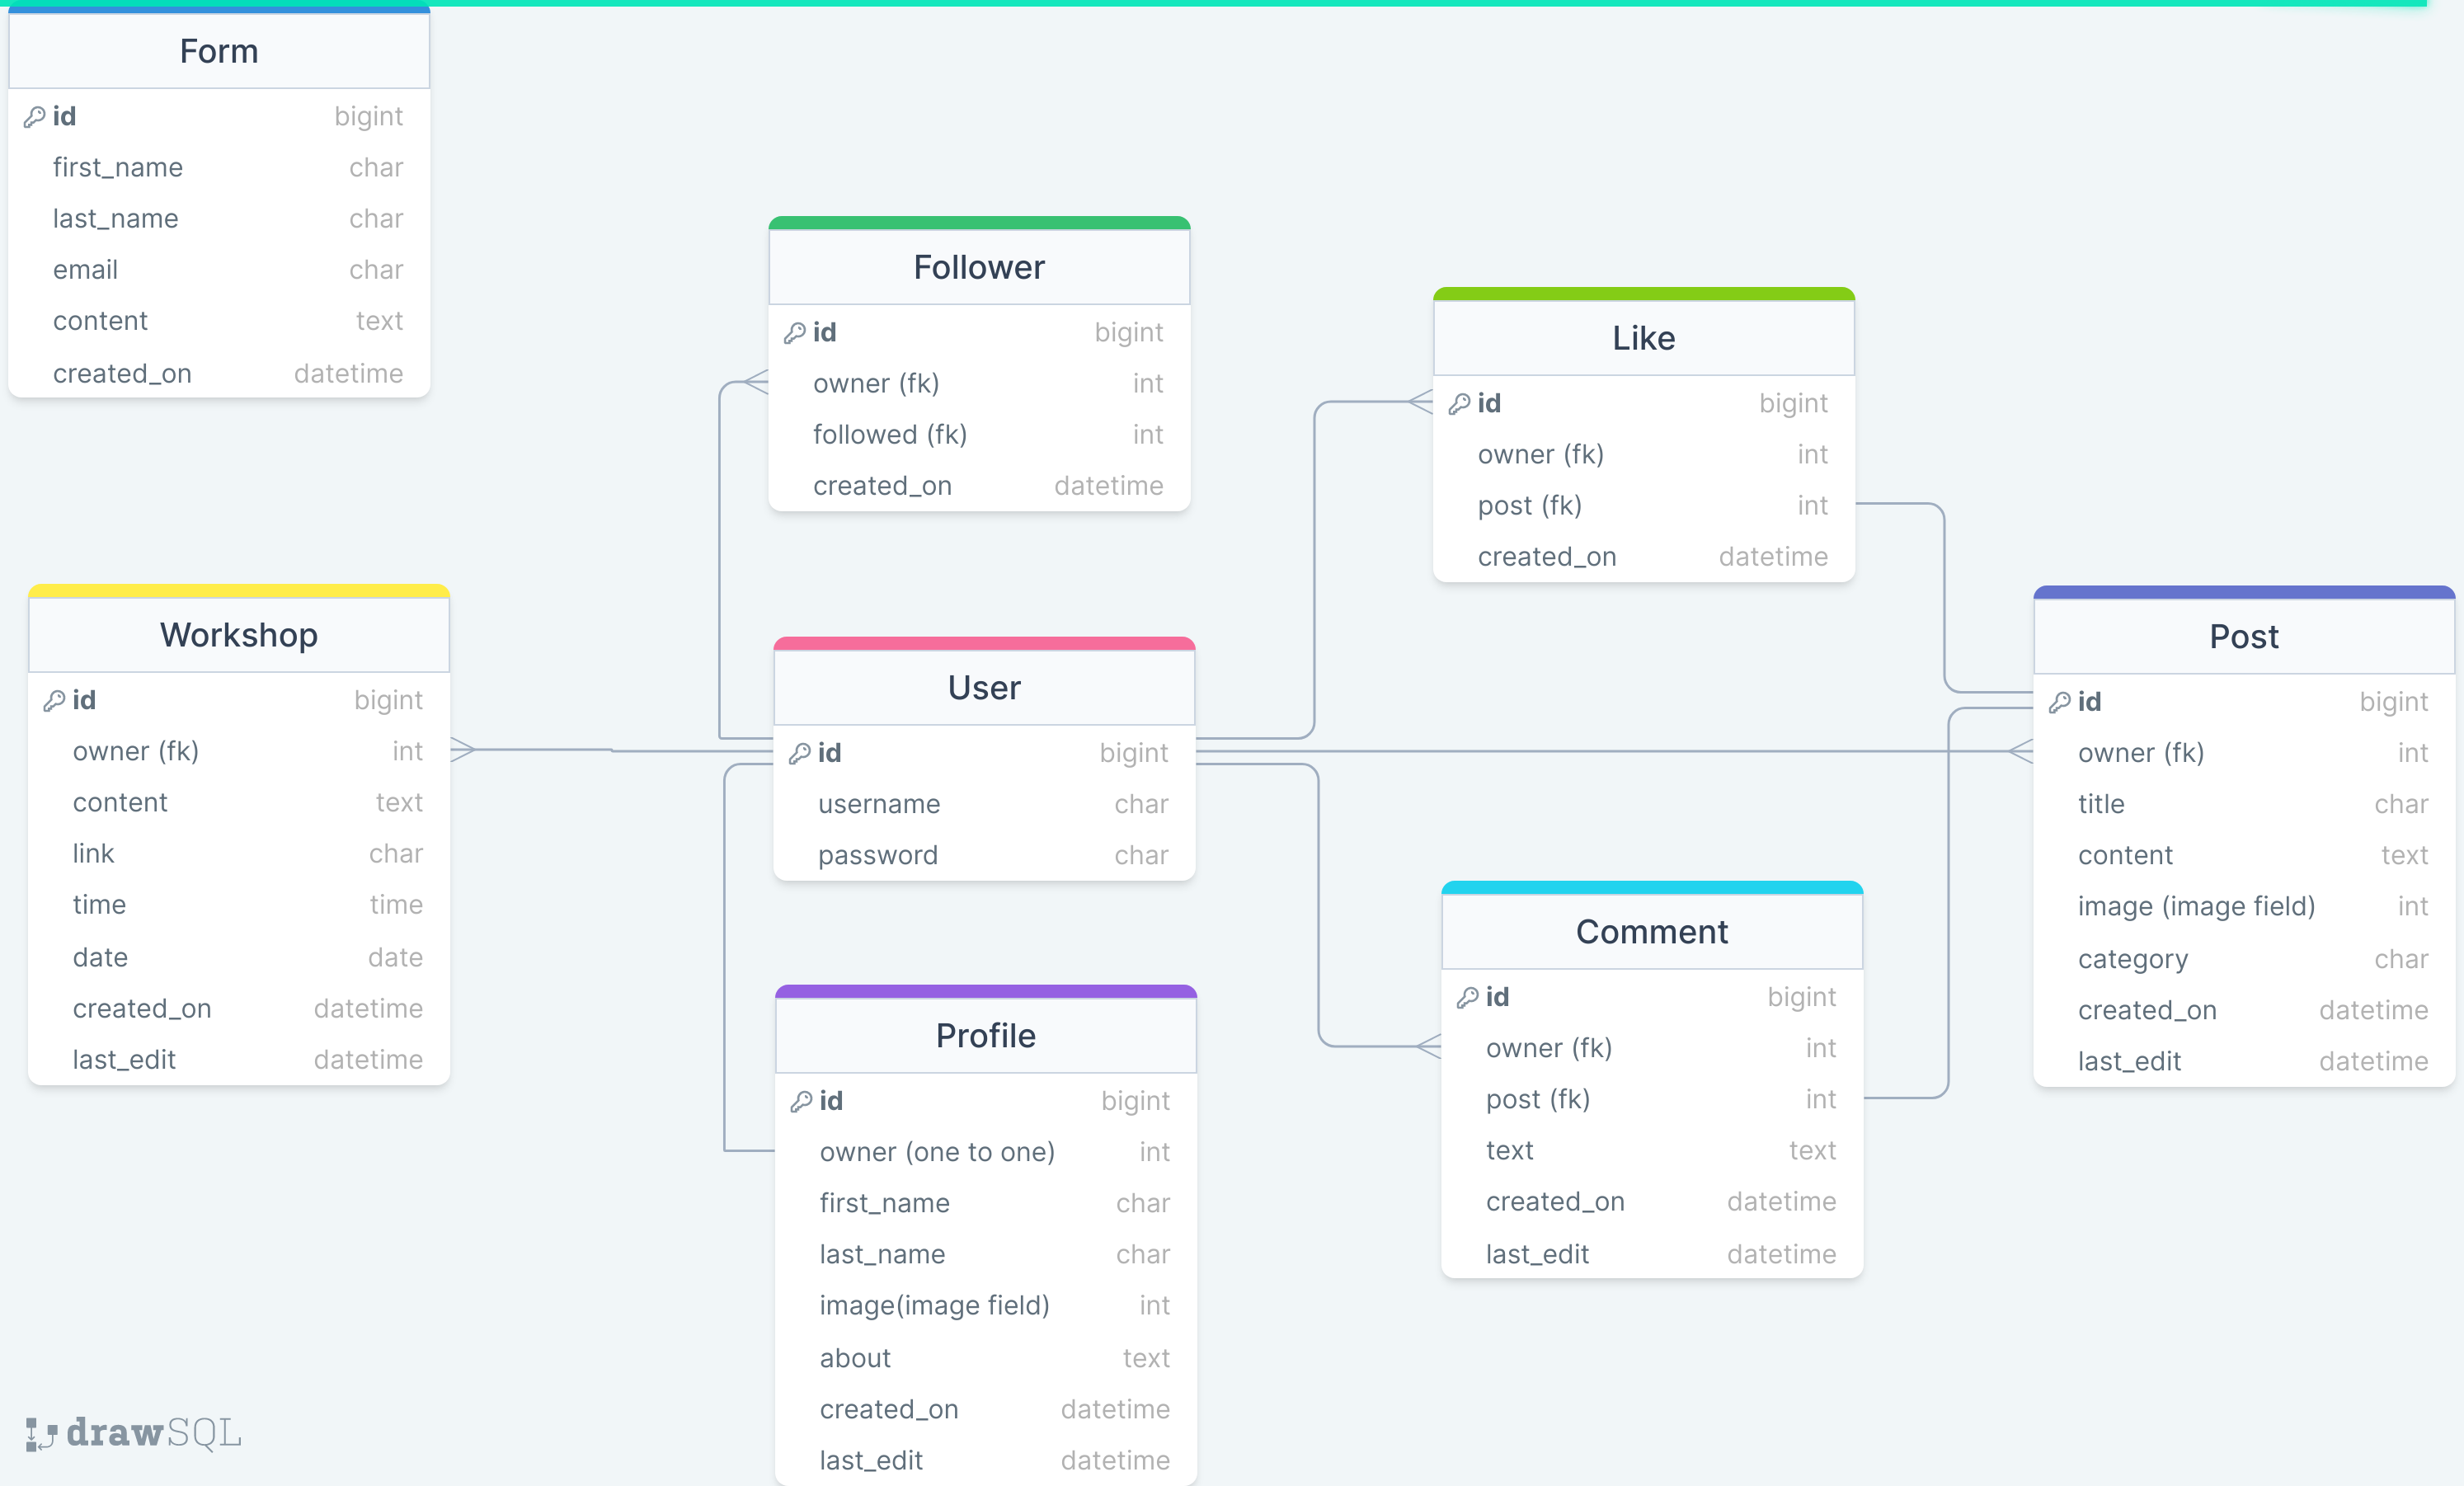 Form
id bigint
first_name char
last_name char
email char
content text
created_on datetime
Follower
id bigint
owner (fk) int
followed (fk) int
created_on datetime
Like
id bigint
owner (fk) int
post (fk) int
created_on datetime
Workshop
id bigint
owner (fk) int
content text
link char
time time
date date
created_on datetime
last_edit datetime
User
id bigint
username char
password char
Post
id bigint
owner (fk) int
title char
content text
image (image field) int
category char
created_on datetime
last_edit datetime
Comment
id bigint
owner (fk) int
post (fk) int
text text
created_on datetime
last_edit datetime
Profile
id bigint
owner (one to one) int
first_name char
last_name char
image(image field) int
about text
created_on datetime
last_edit datetime
drawSQL